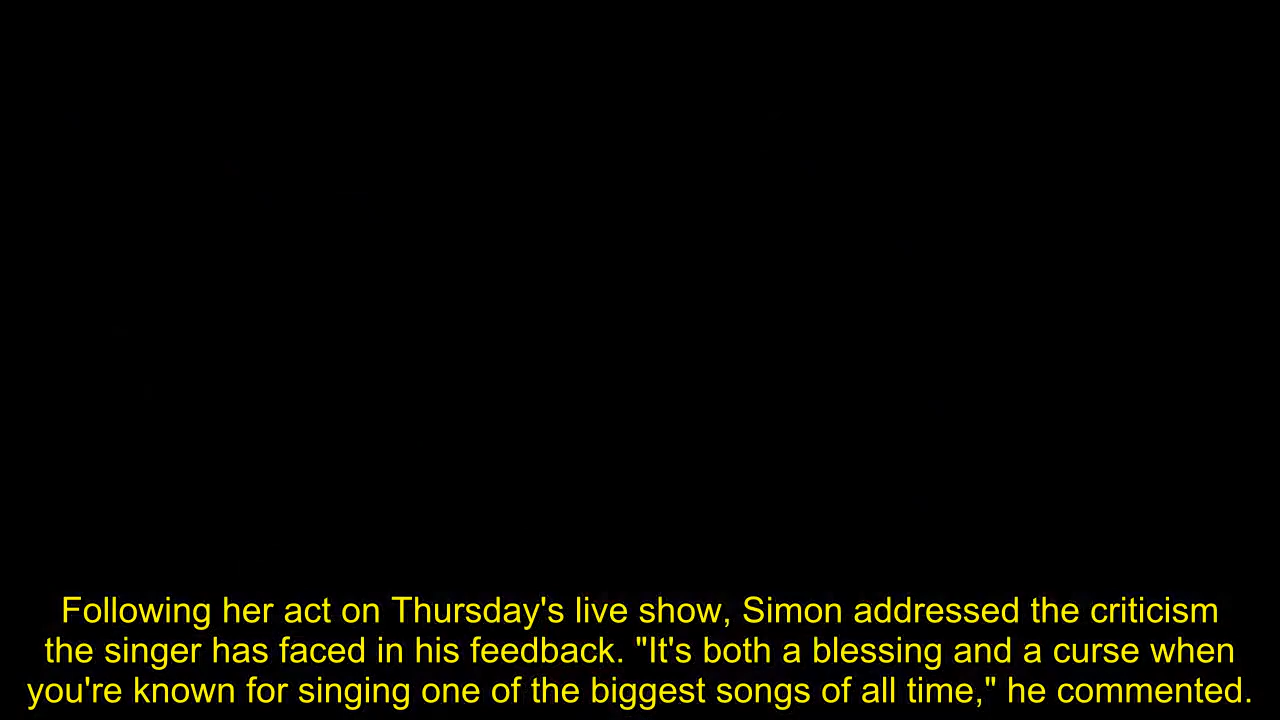 Following her act on Thursday's live show, Simon addressed the criticism
the singer has faced in his feedback. "It's both a blessing and a curse when
you're known for singing one of the biggest songs of all time," he commented.